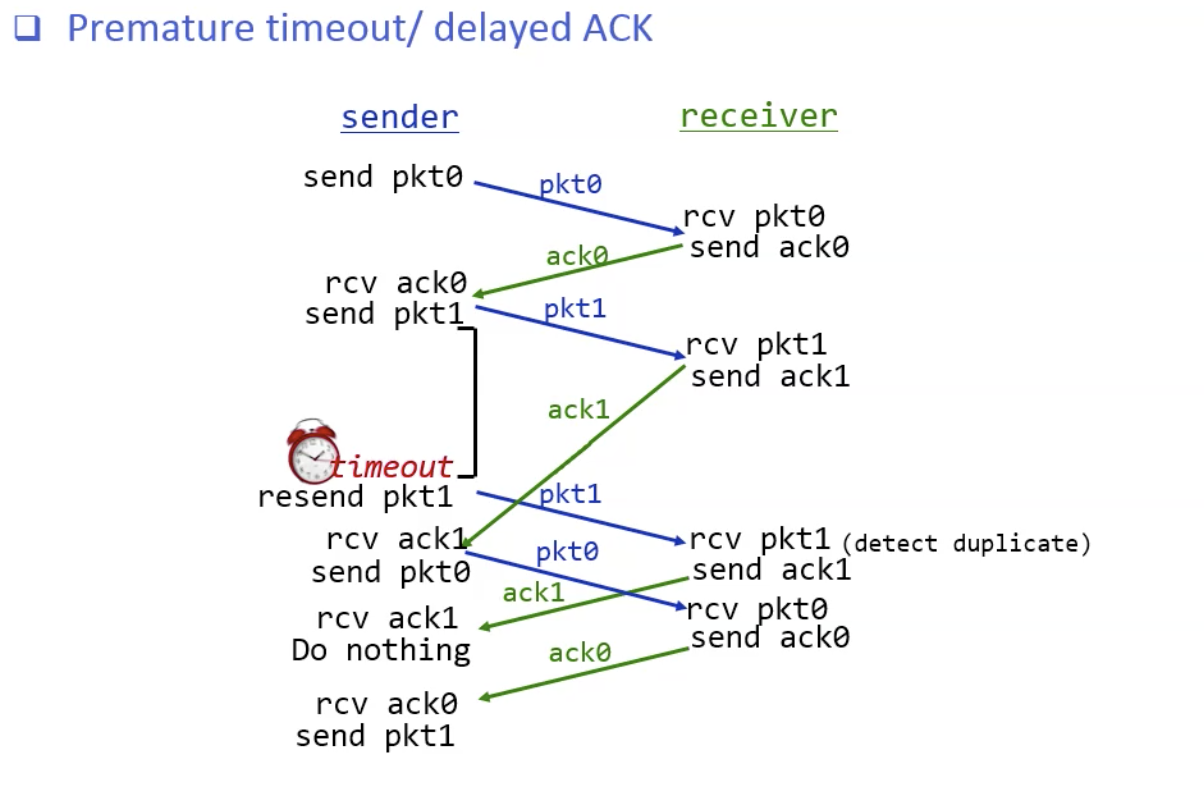 ❑ Premature timeout/ delayed ACK
sender
receiver
send pkt0
pkt0
rcv pkt0
send ack0
ack0
rcv ack0
send pkt1
pkt1
rcv pkt1
send ack1
ack1
timeout
resend pkt1
pkt1
rcv pkt1 (detect duplicate)
send ack1
rcv ack1
send pkt0
pkt0
ack1
rcv pkt0
send ack0
rcv ack1
Do nothing
ack0
rcv ack0
send pkt1